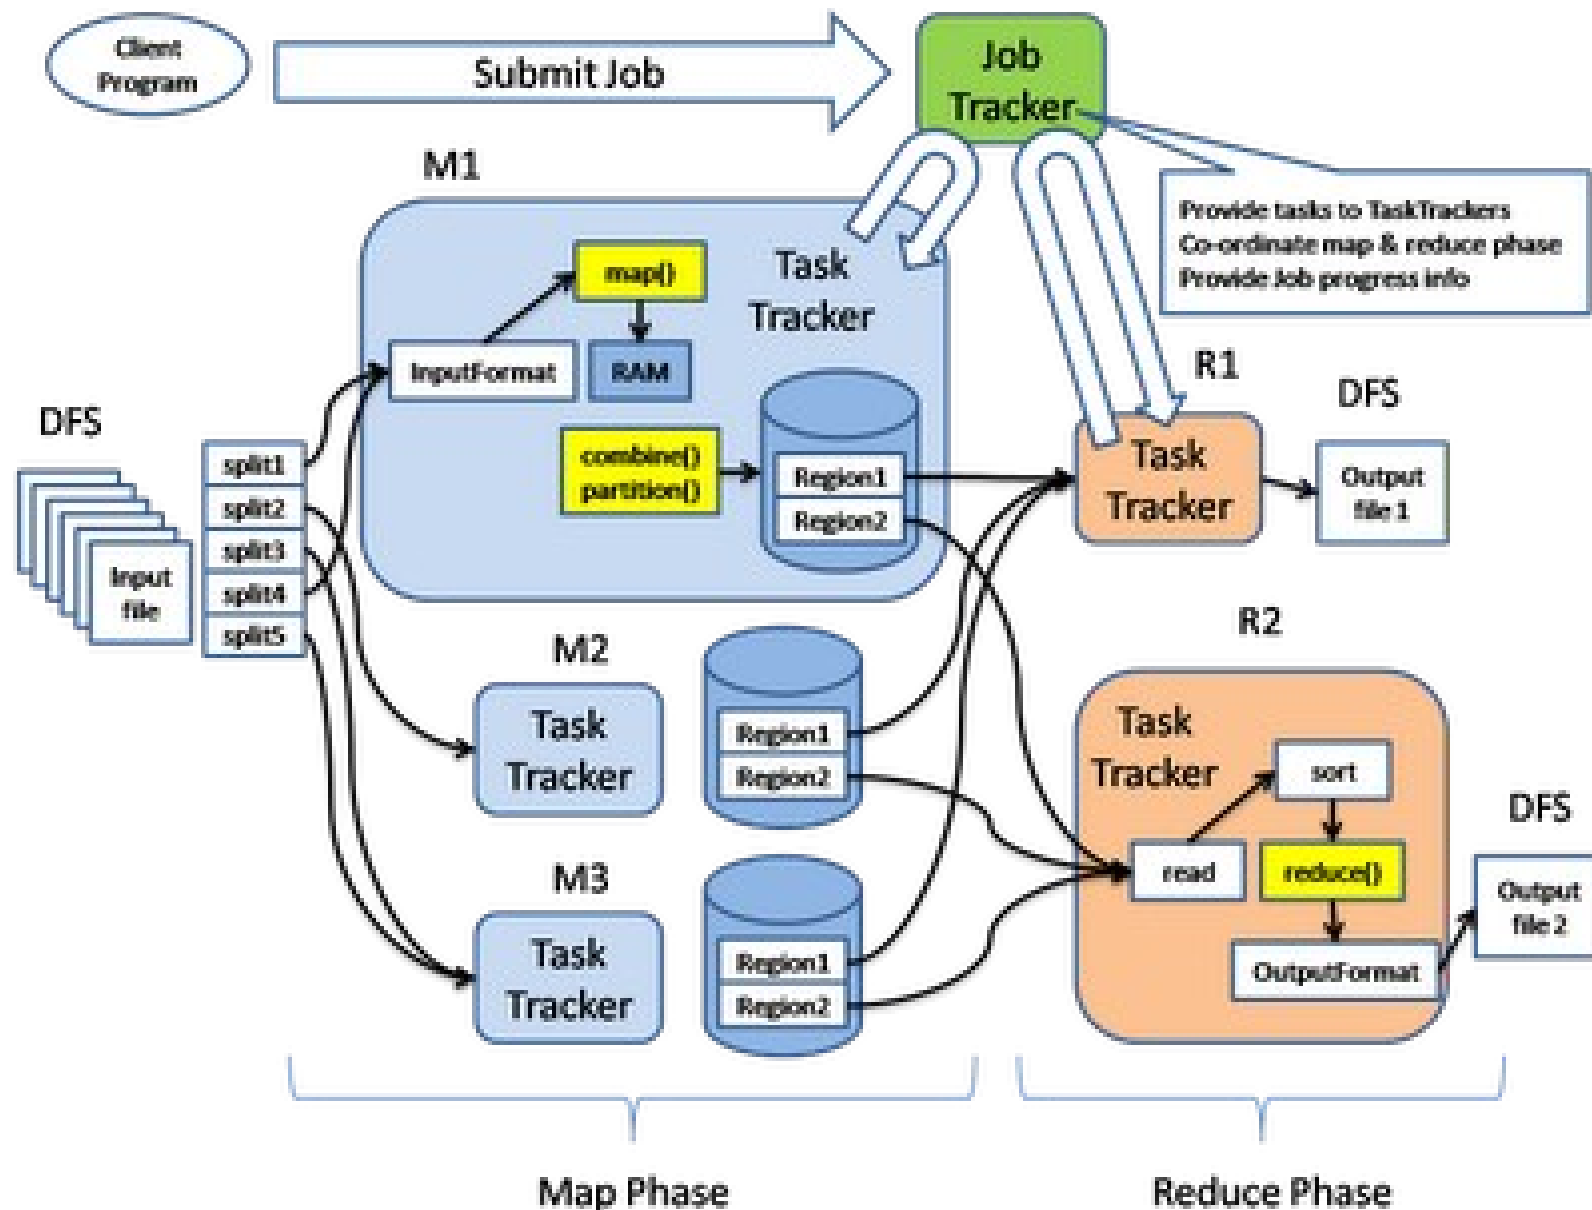 Client
Program
Submit Job
Job
Tracker
Provide tasks to TaskTrackers
Co-ordinate map & reduce phase
Provide Job progress info
M1
Task
Tracker
map()
InputFormat
RAM
combine()
partition()
Region1
Region2
DFS
Input
file
split1
split2
split3
split4
split5
M2
Task
Tracker
Region1
Region2
M3
Task
Tracker
Region1
Region2
R1
Task
Tracker
DFS
Output
file 1
R2
Task
Tracker
sort
read
reduce()
OutputFormat
DFS
Output
file 2
Map Phase
Reduce Phase